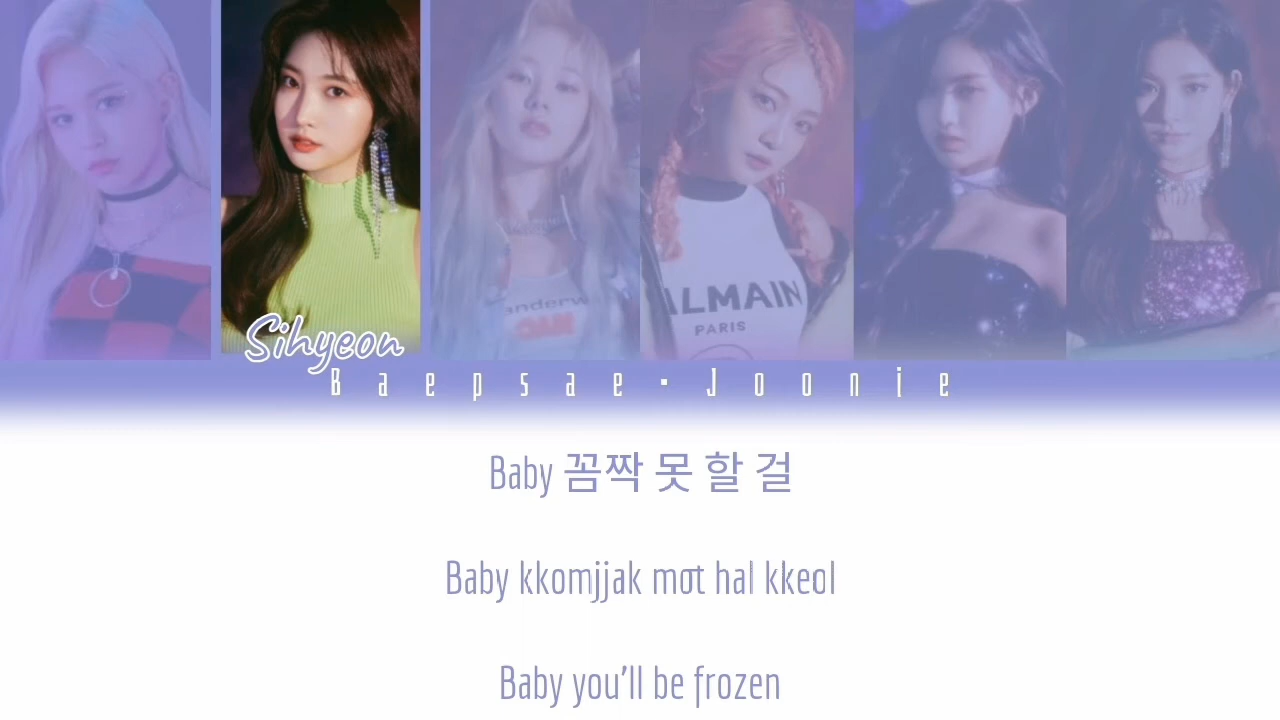 anderw
ALMAIN
PARIS
Sihyeon
Baepsae·Joonie
Baby 꼼짝 못 할 걸
Baby kkomjjak mot hal kkeol
Baby you'll be frozen